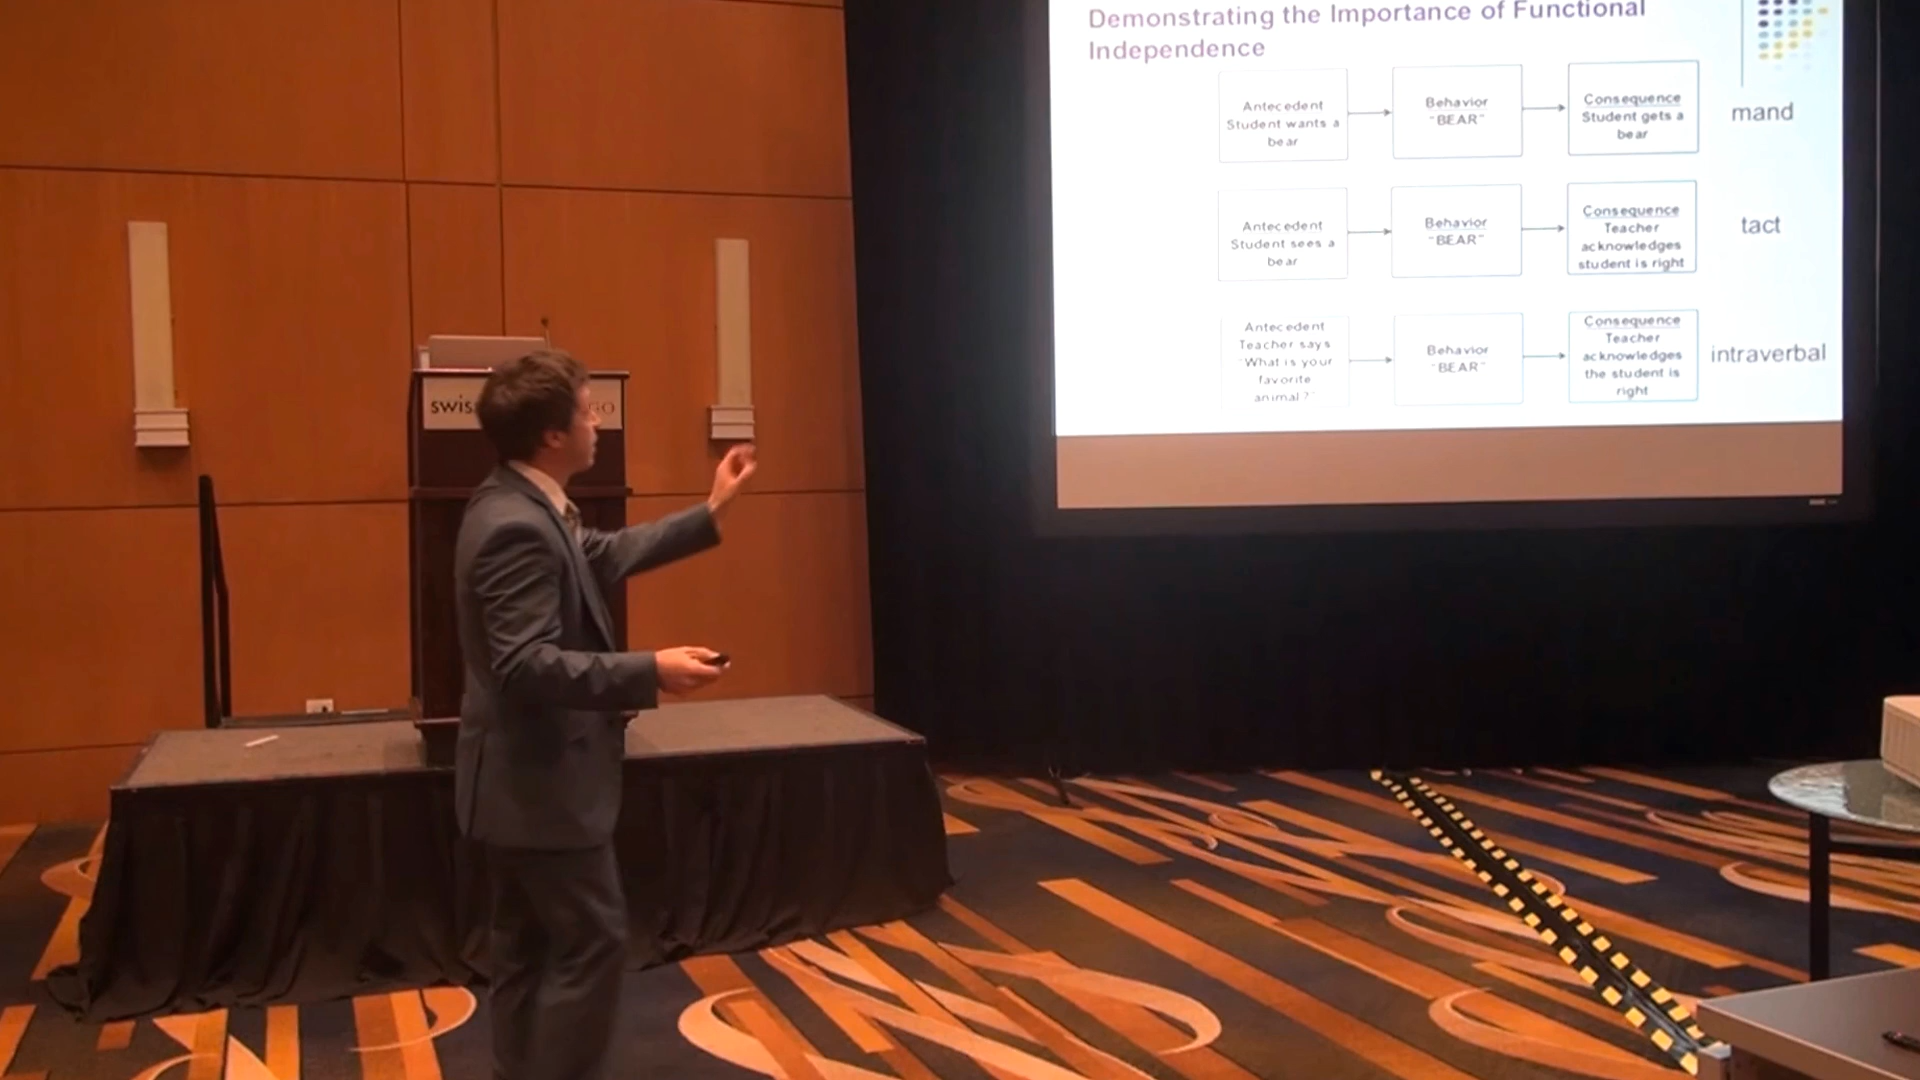 Demonstrating the Importance of Functional
Independence
Antecedent
Student wants a
bear
Behavior
"BEAR"
Consequence
Student gets a
bear
mand
Antecedent
Student sees a
bear
Behavior
"BEAR"
Consequence
Teacher
acknowledges
student is right
tact
Antecedent
Teacher says
"What is your
favorite
animal?"
Behavior
"BEAR"
Consequence
Teacher
acknowledges
the student is
right
intraverbal